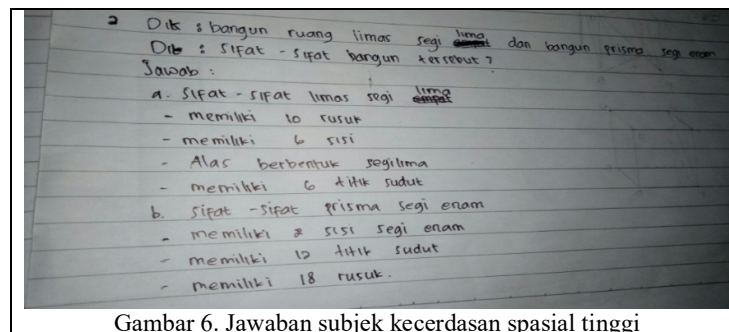 2 Dik : bangun ruang limas segi lima dan bangun prisma segi enam
Dit : sifat - sifat bangun tersebut ?
Jawab :
a. sifat - sifat limas segi lima
- memiliki 10 rusuk
- memiliki 6 sisi
- Alas berbentuk segilima
- memiliki 6 titik sudut
b. sifat - sifat prisma segi enam
- memiliki 8 sisi segi enam
- memiliki 12 titik sudut
- memiliki 18 rusuk.
Gambar 6. Jawaban subjek kecerdasan spasial tinggi